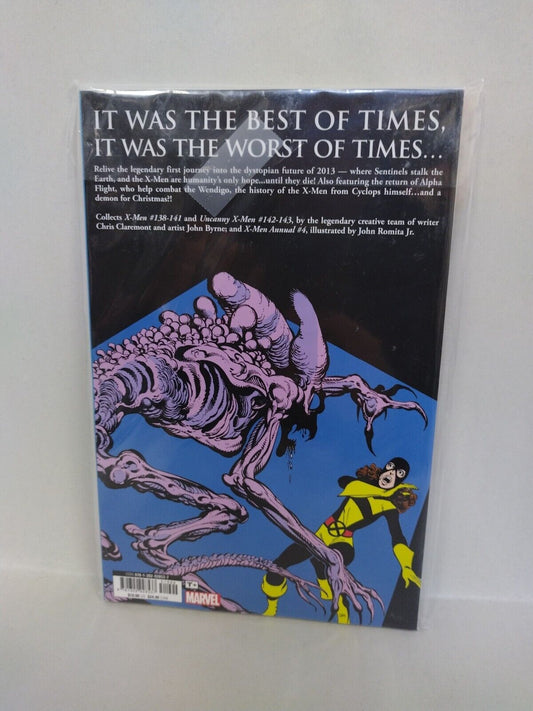 IT WAS THE BEST OF TIMES,
IT WAS THE WORST OF TIMES...
Relive the legendary first journey into the dystopian future of 2013 — where Sentinels stalk the
Earth, and the X-Men are humanity's only hope...until they die! Also featuring the return of Alpha
Flight, who help combat the Wendigo, the history of the X-Men from Cyclops himself...and a
demon for Christmas?!
Collects X-Men #138-141 and Uncanny X-Men #142-143, by the legendary creative team of writer
Chris Claremont and artist John Byrne; and X-Men Annual #4, illustrated by John Romita Jr.
MARVEL